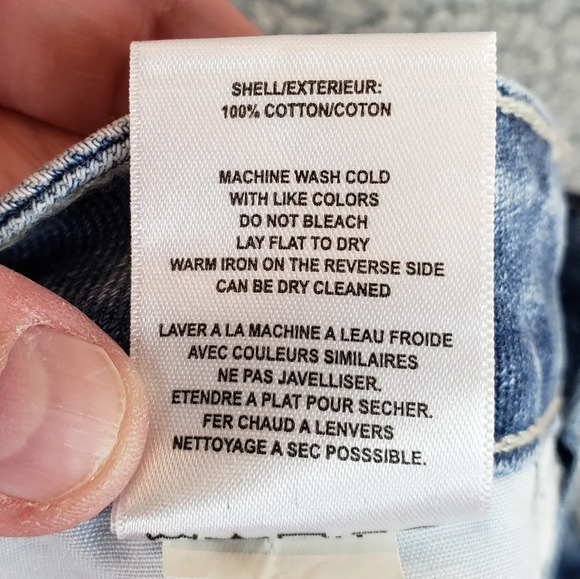 SHELL/EXTERIEUR:
100% COTTON/COTON
MACHINE WASH COLD
WITH LIKE COLORS
DO NOT BLEACH
LAY FLAT TO DRY
WARM IRON ON THE REVERSE SIDE
CAN BE DRY CLEANED
LAVER A LA MACHINE A LEAU FROIDE
AVEC COULEURS SIMILAIRES
NE PAS JAVELLISER.
ETENDRE A PLAT POUR SECHER.
FER CHAUD A LENVERS
NETTOYAGE A SEC POSSSIBLE.